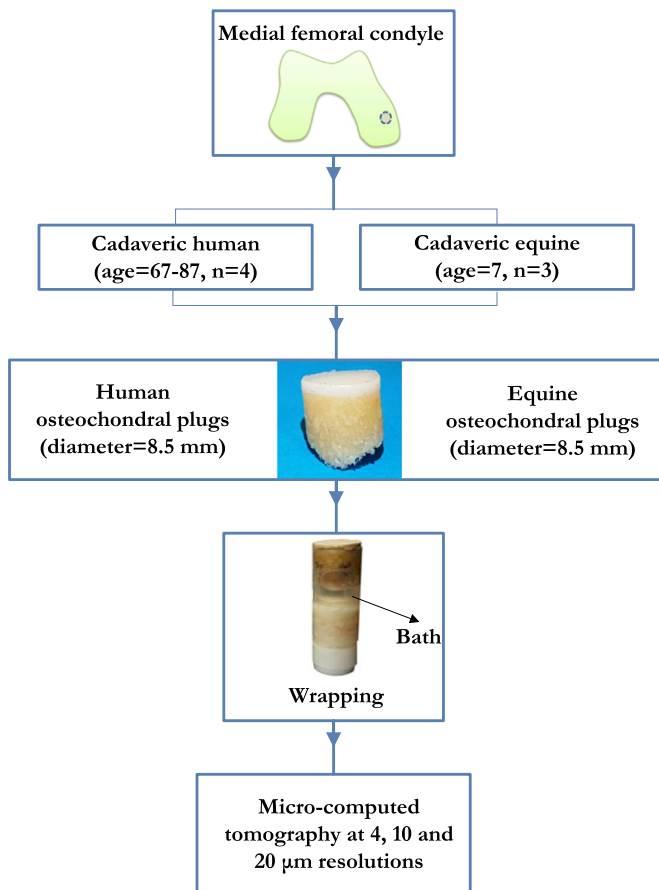 Medial femoral condyle
Cadaveric human
(age=67-87, n=4)
Cadaveric equine
(age=7, n=3)
Human
osteochondral plugs
(diameter=8.5 mm)
Equine
osteochondral plugs
(diameter=8.5 mm)
Bath
Wrapping
Micro-computed
tomography at 4, 10 and
20 µm resolutions